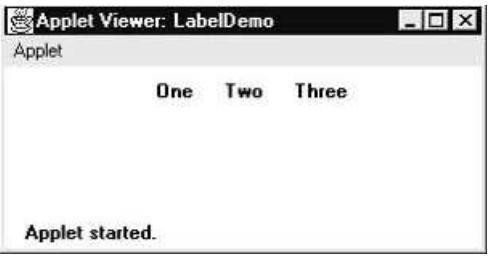 Applet Viewer: LabelDemo
Applet
One Two Three
Applet started.